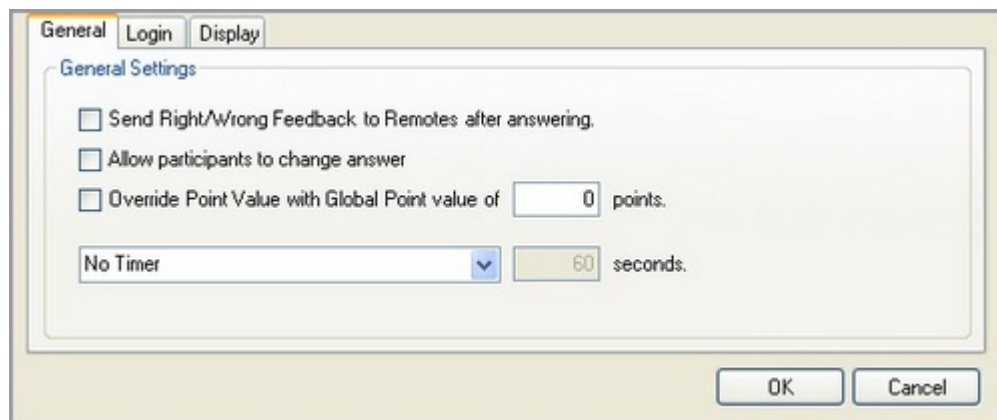 General Login Display
General Settings
Send Right/Wrong Feedback to Remotes after answering.
Allow participants to change answer
Override Point Value with Global Point value of 0 points.
No Timer 60 seconds.
OK Cancel